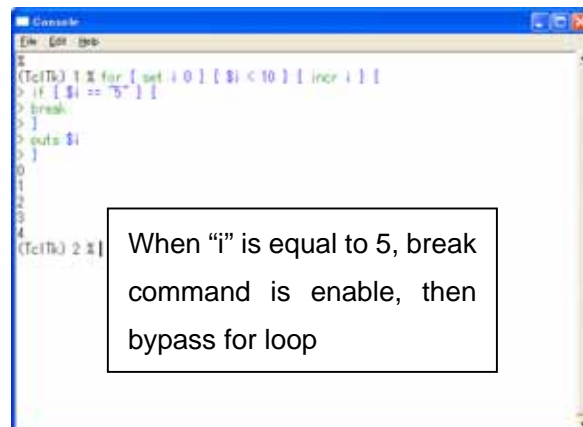 Console
File Edit Help
%
(TclTk) 1 % for { set i 0 } { $i < 10 } { incr i } {
> if { $i == "5" } {
> break
> }
> puts $i
> }
0
1
2
3
4
(TclTk) 2 %
When “i” is equal to 5, break
command is enable, then
bypass for loop